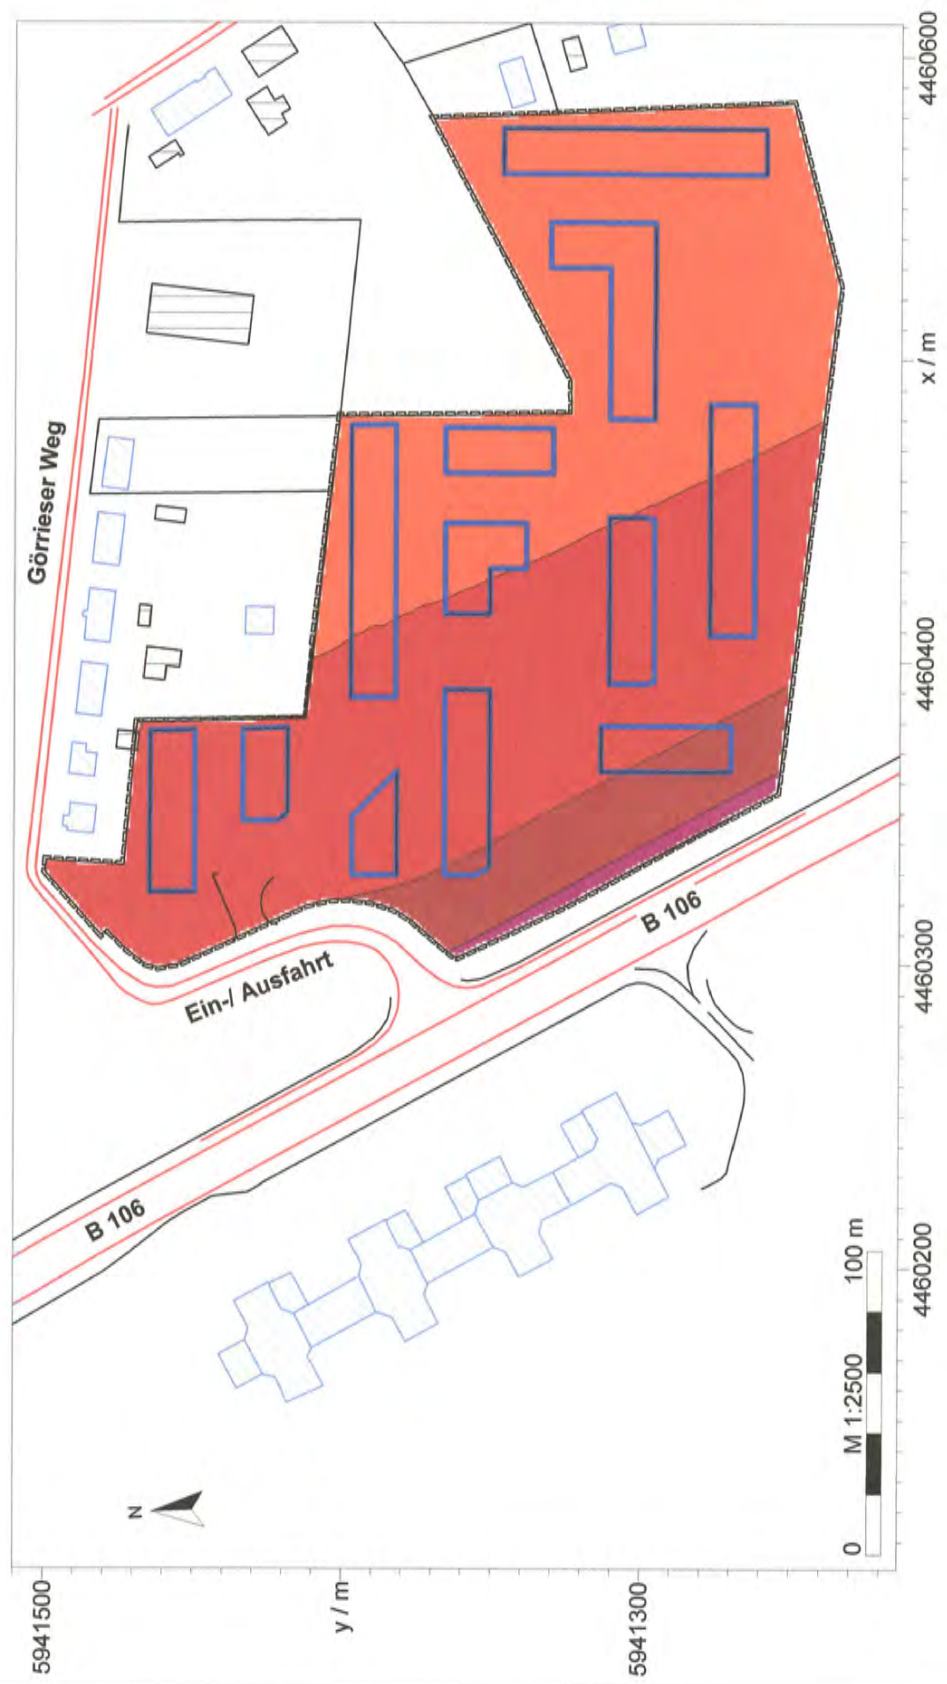 Görrieser Weg
B 106
Ein-/ Ausfahrt
B 106
N
0 M 1:2500 100 m
5941500
y / m
5941300
4460200
4460300
4460400
x / m
4460600